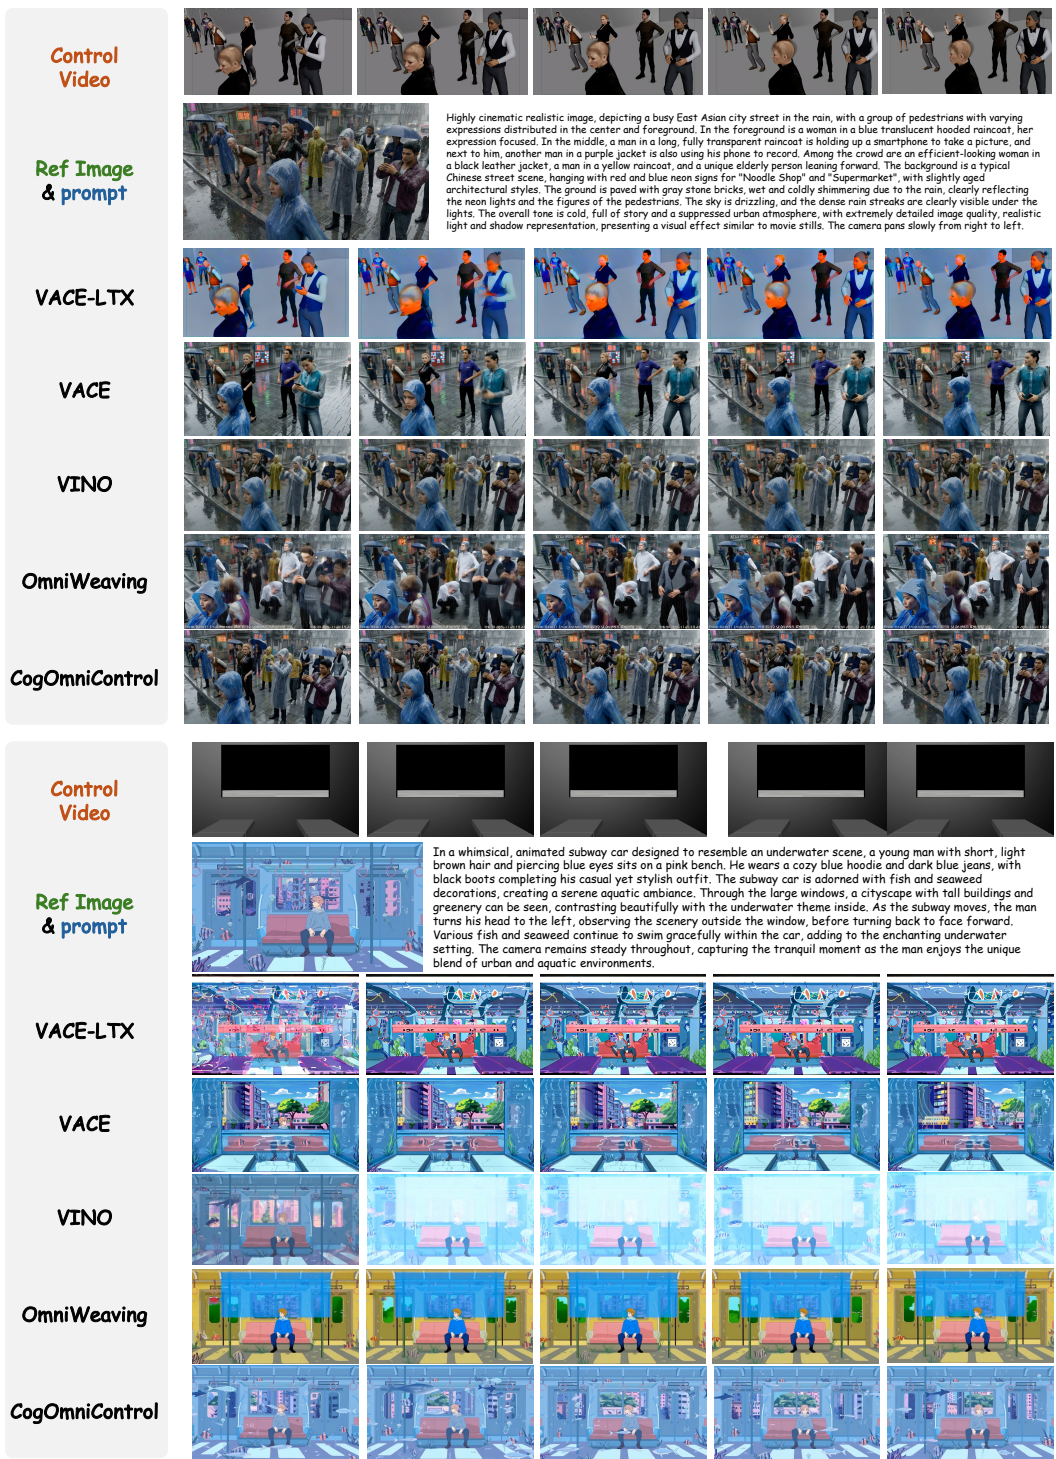 Control
Video
Ref Image
& prompt
Highly cinematic realistic image, depicting a busy East Asian city street in the rain, with a group of pedestrians with varying
expressions distributed in the center and foreground. In the foreground is a woman in a blue translucent hooded raincoat, her
expression focused. In the middle, a man in a long, fully transparent raincoat is holding up a smartphone to take a picture, and
next to him, another man in a purple jacket is also using his phone to record. Among the crowd are an efficient-looking woman in
a black leather jacket, a man in a yellow raincoat, and a unique elderly person leaning forward. The background is a typical
Chinese street scene, hanging with red and blue neon signs for "Noodle Shop" and "Supermarket", with slightly aged
architectural styles. The ground is paved with gray stone bricks, wet and coldly shimmering due to the rain, clearly reflecting
the neon lights and the figures of the pedestrians. The sky is drizzling, and the dense rain streaks are clearly visible under the
lights. The overall tone is cold, full of story and a suppressed urban atmosphere, with extremely detailed image quality, realistic
light and shadow representation, presenting a visual effect similar to movie stills. The camera pans slowly from right to left.
VACE-LTX
VACE
VINO
OmniWeaving
CogOmniControl
Control
Video
Ref Image
& prompt
In a whimsical, animated subway car designed to resemble an underwater scene, a young man with short, light
brown hair and piercing blue eyes sits on a pink bench. He wears a cozy blue hoodie and dark blue jeans, with
black boots completing his casual yet stylish outfit. The subway car is adorned with fish and seaweed
decorations, creating a serene aquatic ambiance. Through the large windows, a cityscape with tall buildings and
greenery can be seen, contrasting beautifully with the underwater theme inside. As the subway moves, the man
turns his head to the left, observing the scenery outside the window, before turning back to face forward.
Various fish and seaweed continue to swim gracefully within the car, adding to the enchanting underwater
setting. The camera remains steady throughout, capturing the tranquil moment as the man enjoys the unique
blend of urban and aquatic environments.
VACE-LTX
VACE
VINO
OmniWeaving
CogOmniControl